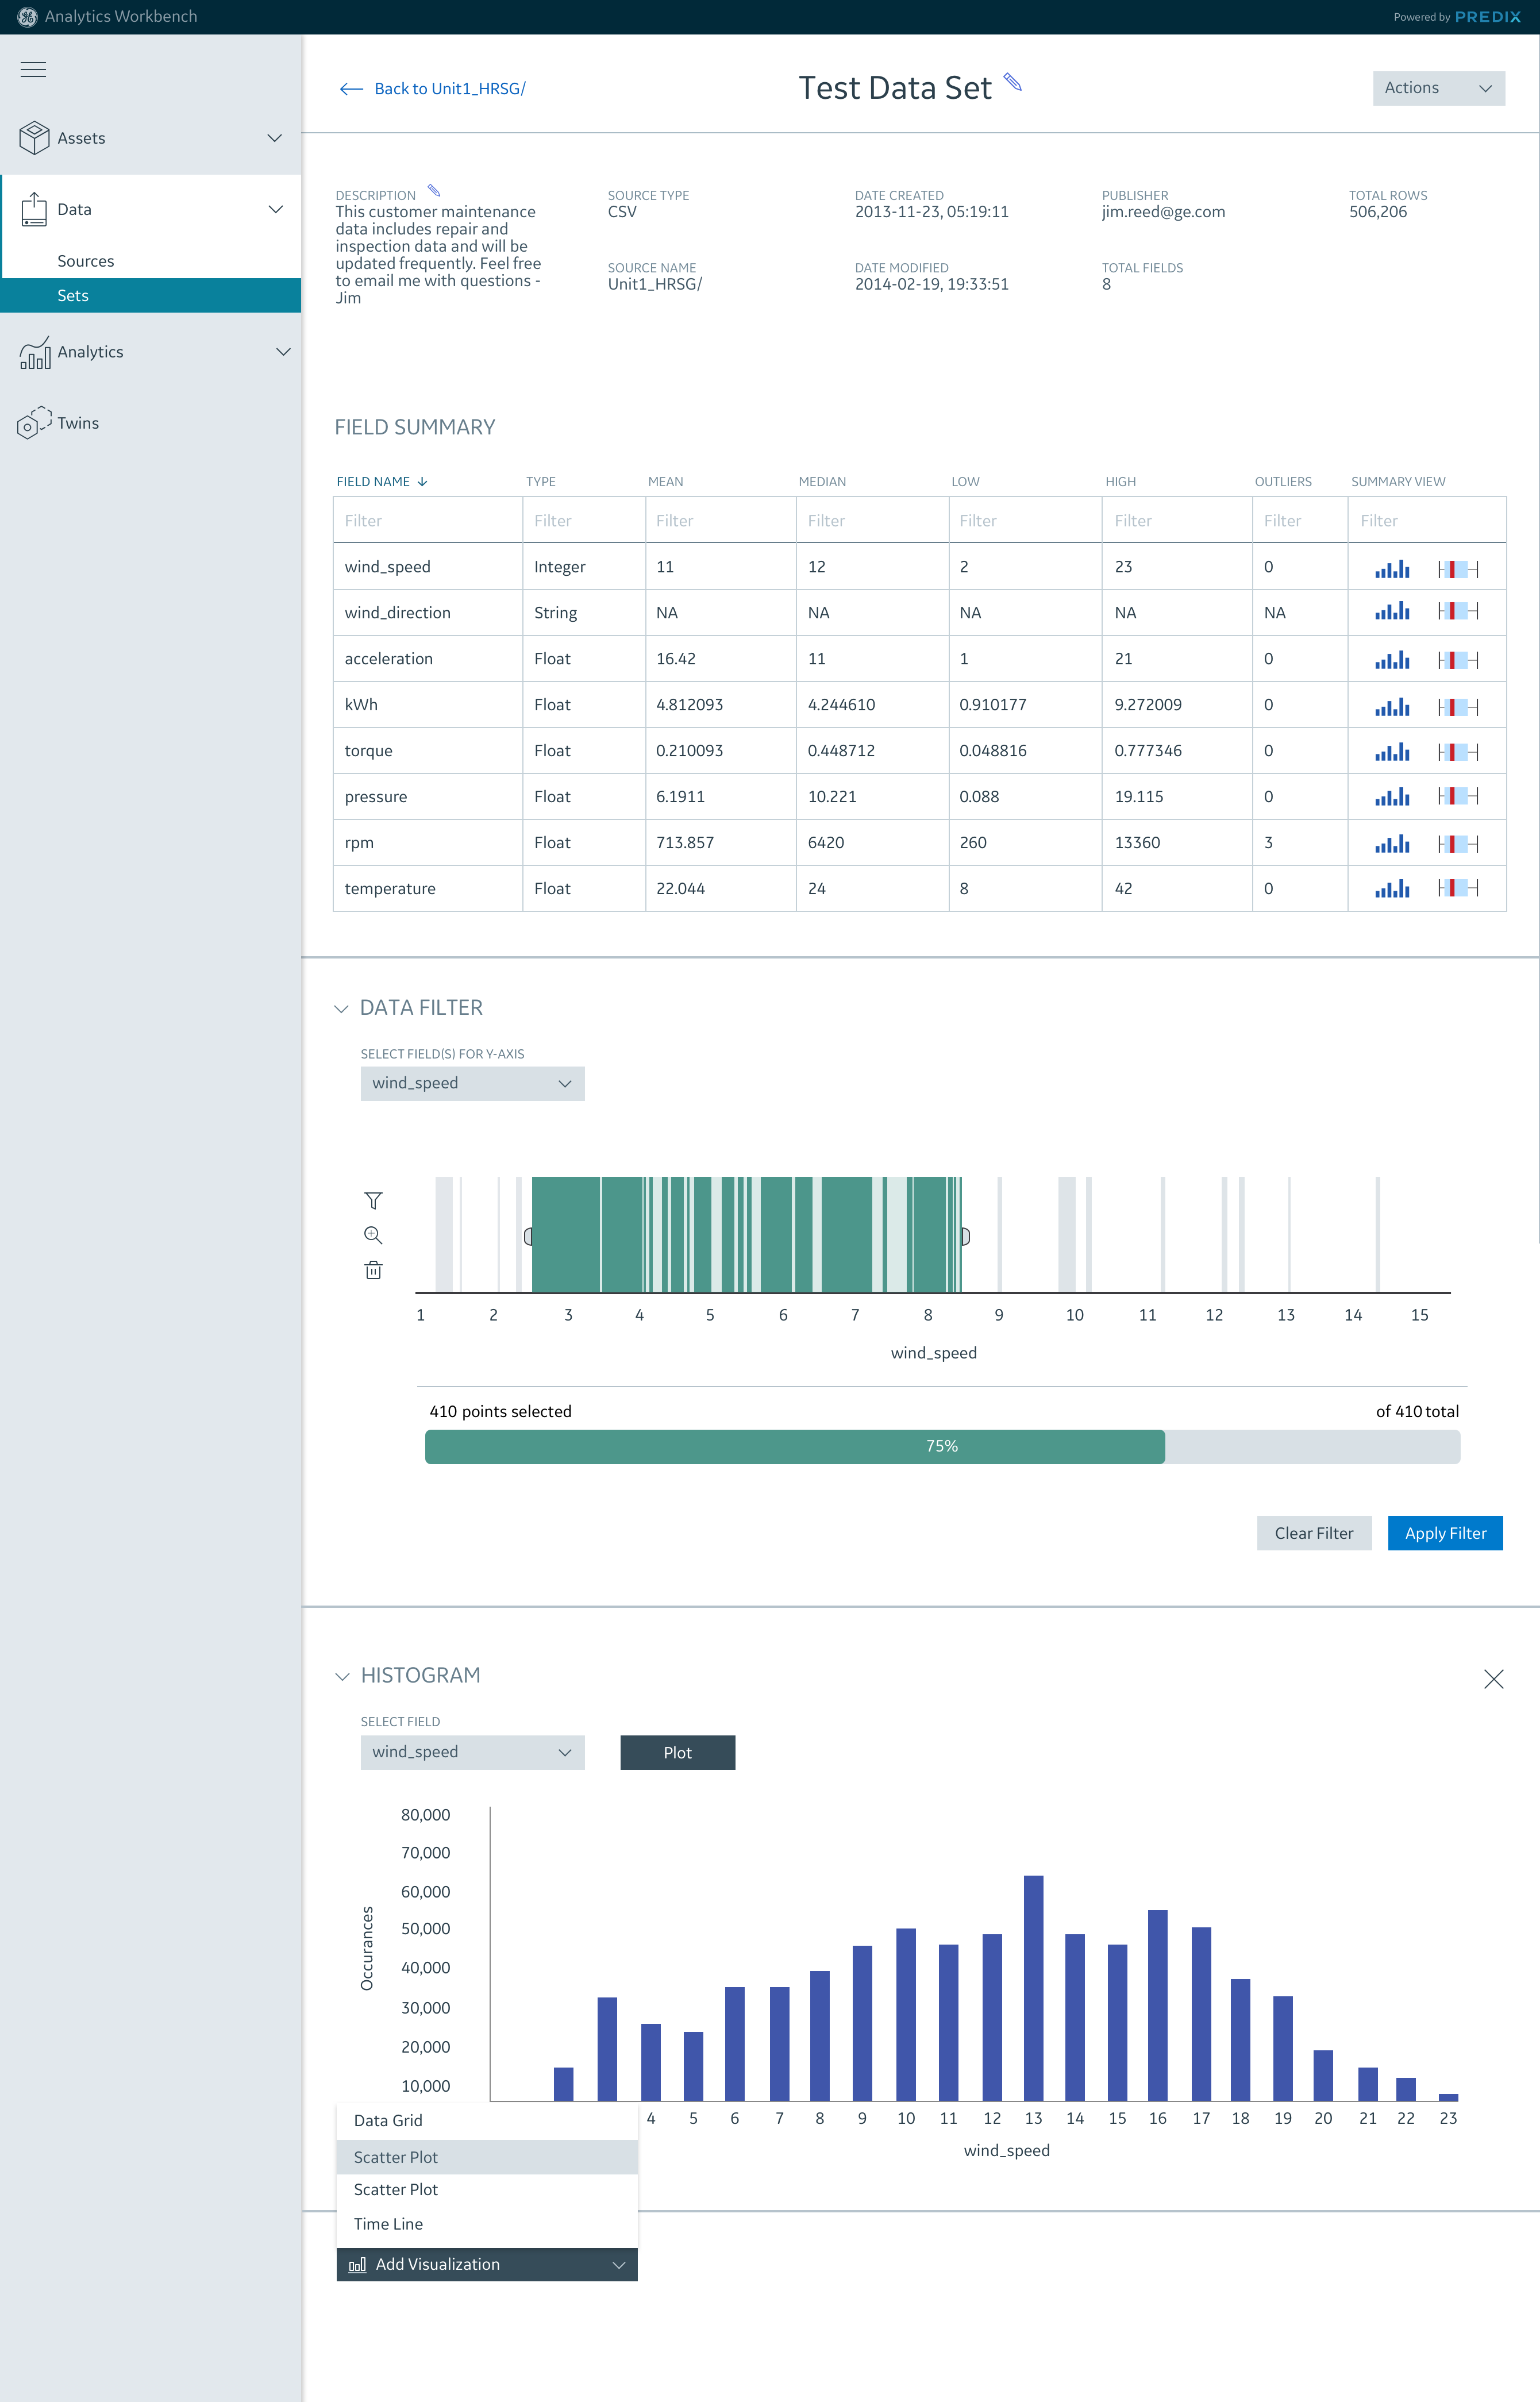 Analytics Workbench
Powered by PREDIX
Back to Unit1_HRSG/
Test Data Set
Actions
Assets
Data
Sources
Sets
Analytics
Twins
DESCRIPTION
This customer maintenance
data includes repair and
inspection data and will be
updated frequently. Feel free
to email me with questions -
Jim
SOURCE TYPE
CSV
SOURCE NAME
Unit1_HRSG/
DATE CREATED
2013-11-23, 05:19:11
DATE MODIFIED
2014-02-19, 19:33:51
PUBLISHER
jim.reed@ge.com
TOTAL FIELDS
8
TOTAL ROWS
506,206
FIELD SUMMARY
FIELD NAME TYPE MEAN MEDIAN LOW HIGH OUTLIERS SUMMARY VIEW
Filter Filter Filter Filter Filter Filter Filter Filter
wind_speed Integer 11 12 2 23 0
wind_direction String NA NA NA NA NA
acceleration Float 16.42 11 1 21 0
kWh Float 4.812093 4.244610 0.910177 9.272009 0
torque Float 0.210093 0.448712 0.048816 0.777346 0
pressure Float 6.1911 10.221 0.088 19.115 0
rpm Float 713.857 6420 260 13360 3
temperature Float 22.044 24 8 42 0
DATA FILTER
SELECT FIELD(S) FOR Y-AXIS
wind_speed
1 2 3 4 5 6 7 8 9 10 11 12 13 14 15
wind_speed
410 points selected
of 410 total
75%
Clear Filter
Apply Filter
HISTOGRAM
SELECT FIELD
wind_speed
Plot
80,000
70,000
60,000
50,000
40,000
30,000
20,000
10,000
Occurances
4 5 6 7 8 9 10 11 12 13 14 15 16 17 18 19 20 21 22 23
wind_speed
Data Grid
Scatter Plot
Scatter Plot
Time Line
Add Visualization